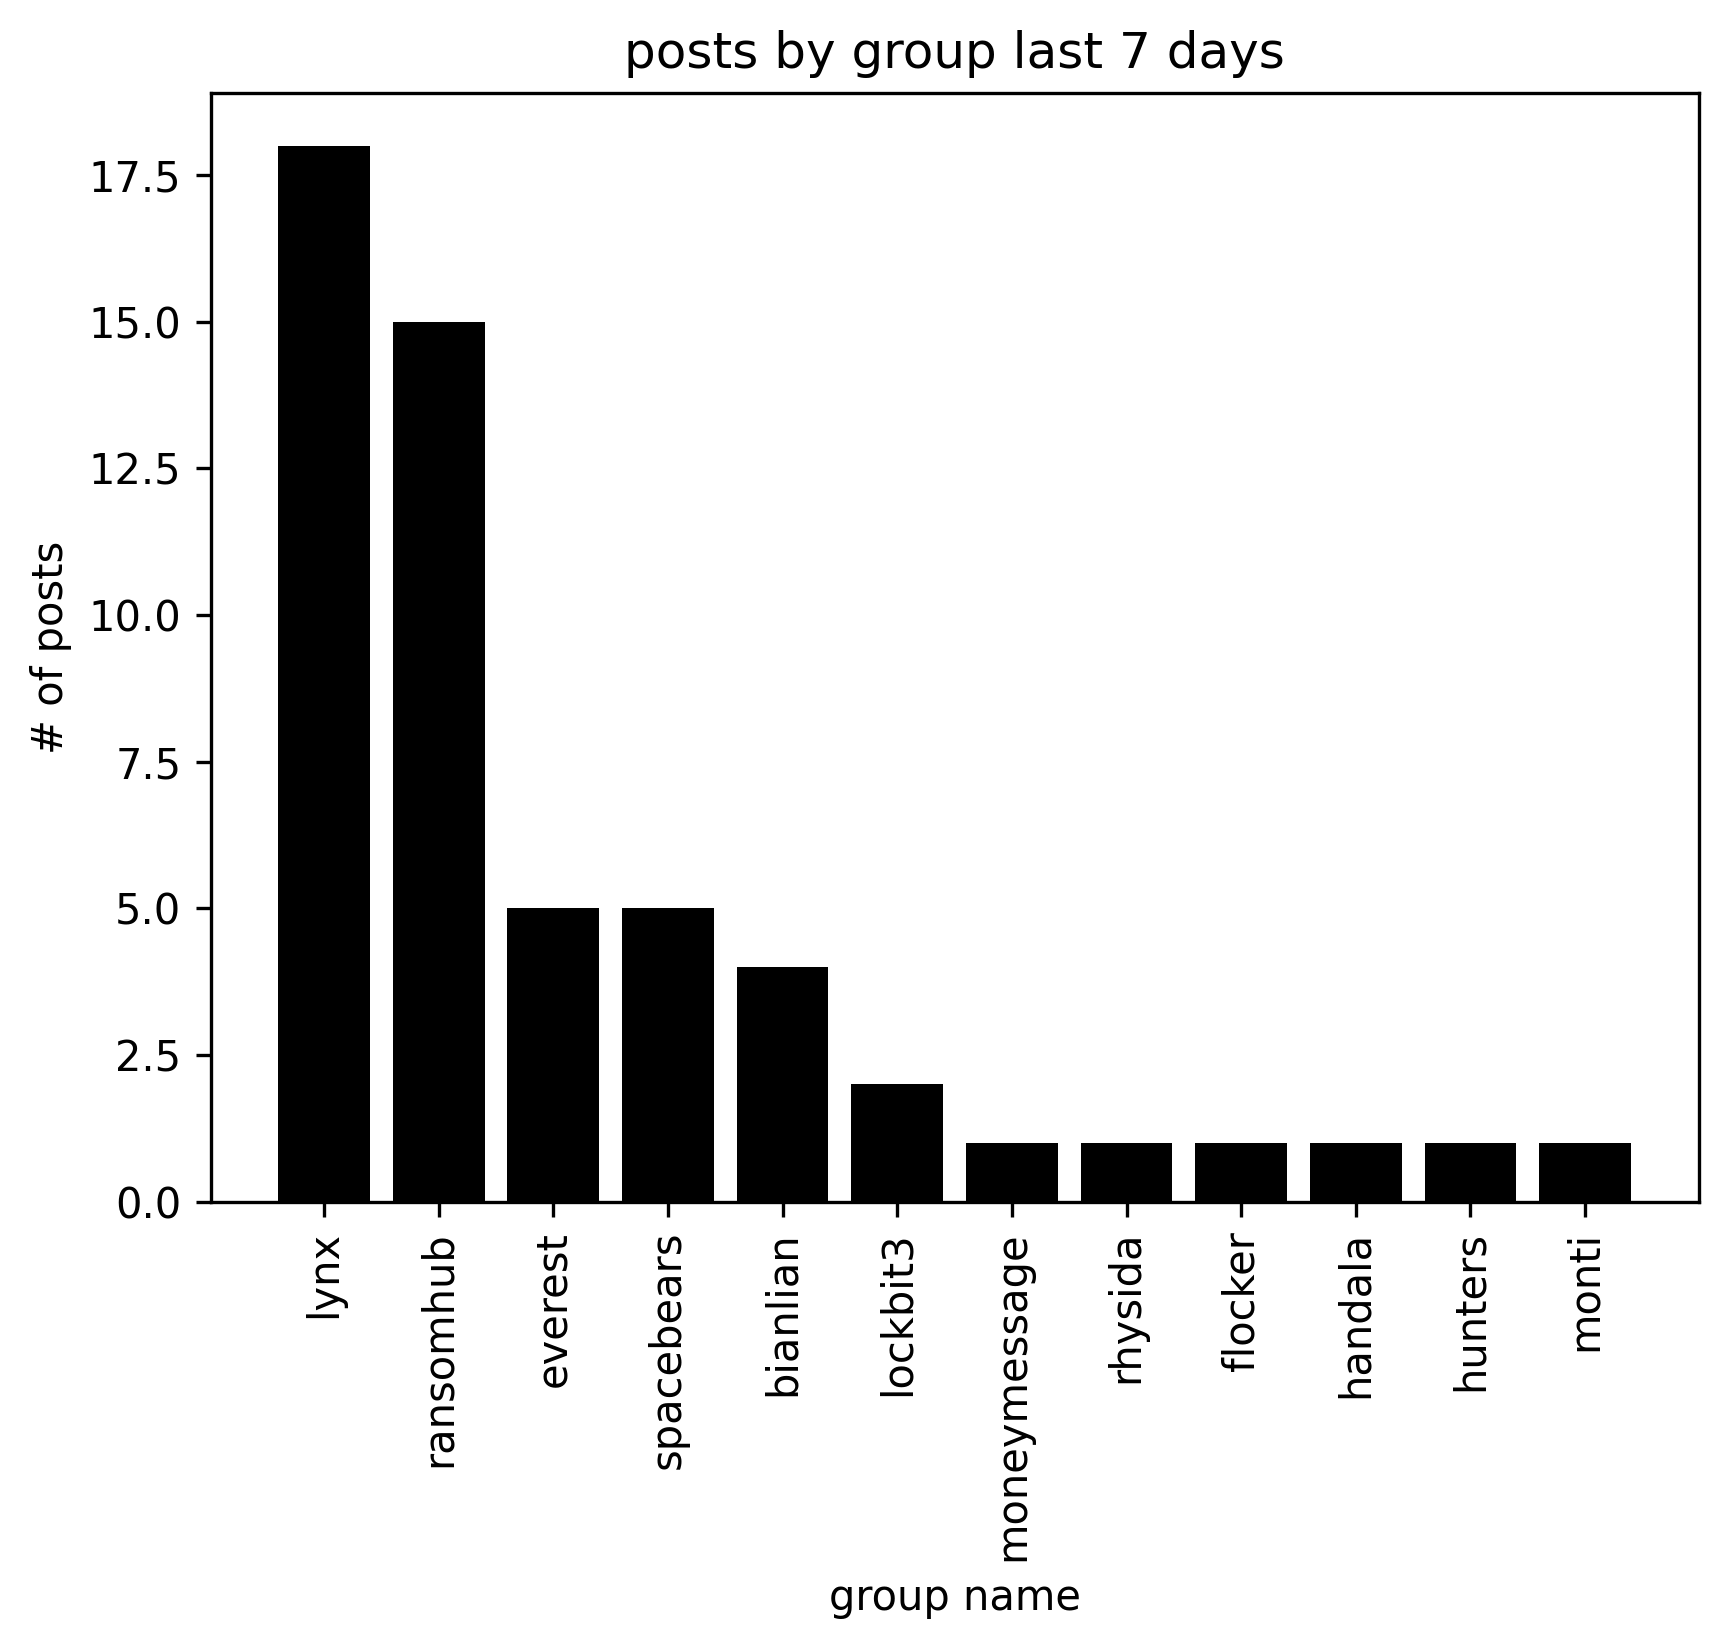 posts by group last 7 days
# of posts
17.5
15.0
12.5
10.0
7.5
5.0
2.5
0.0
lynx
ransomhub
everest
spacebears
bianlian
lockbit3
moneymessage
rhysida
flocker
handala
hunters
monti
group name